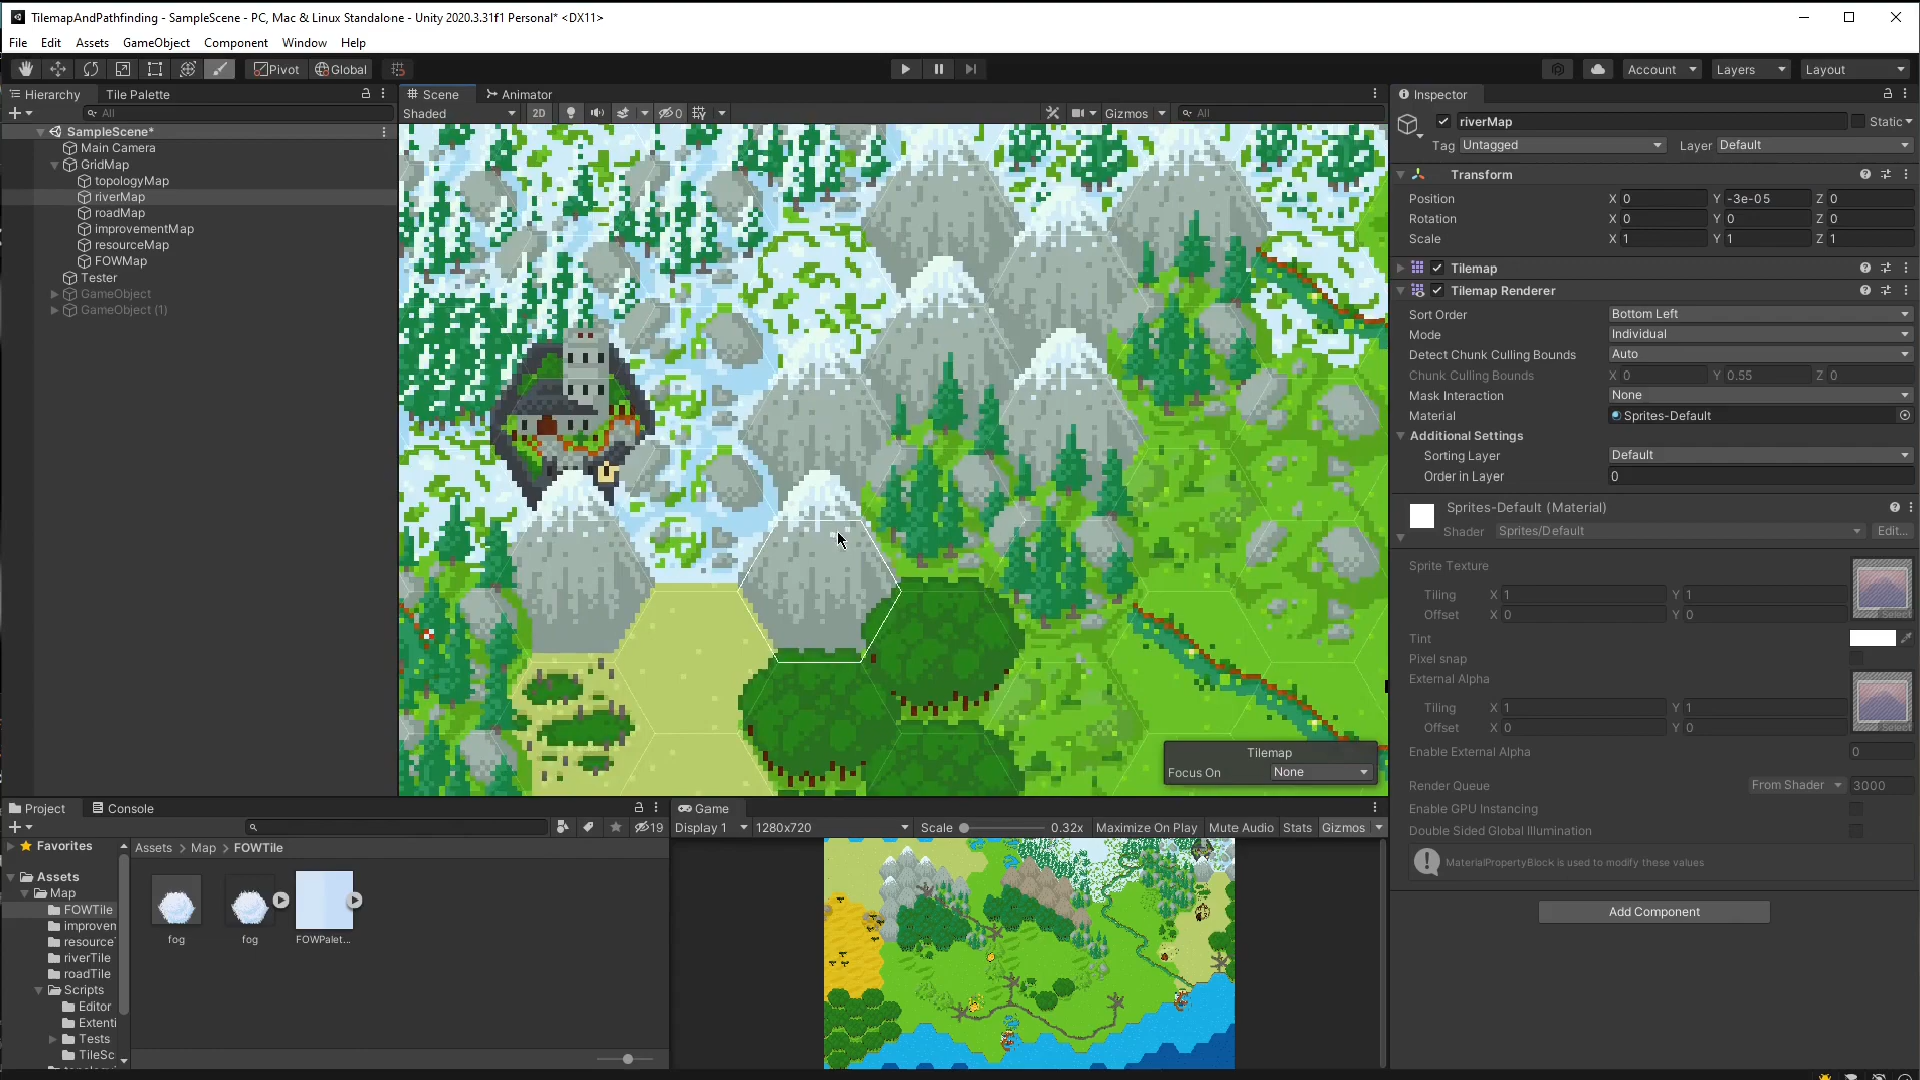 TilemapAndPathfinding - SampleScene - PC, Mac & Linux Standalone - Unity 2020.3.31f1 Personal* <DX11>
File Edit Assets GameObject Component Window Help
Pivot Global Account Layers Layout
Hierarchy Tile Palette
All
SampleScene*
Main Camera
GridMap
topologyMap
riverMap
roadMap
improvementMap
resourceMap
FOWMap
Tester
GameObject
GameObject (1)
Scene Animator
Shaded 2D 0 Gizmos All
Tilemap
Focus On None
Inspector
riverMap Static
Tag Untagged Layer Default
Transform
Position X 0 Y -3e-05 Z 0
Rotation X 0 Y 0 Z 0
Scale X 1 Y 1 Z 1
Tilemap
Tilemap Renderer
Sort Order Bottom Left
Mode Individual
Detect Chunk Culling Bounds Auto
Chunk Culling Bounds X 0 Y 0.55 Z 0
Mask Interaction None
Material Sprites-Default
Additional Settings
Sorting Layer Default
Order in Layer 0
Sprites-Default (Material)
Shader Sprites/Default Edit...
Sprite Texture
Tiling X 1 Y 1
Offset X 0 Y 0
Select
Tint
Pixel snap
External Alpha
Tiling X 1 Y 1
Offset X 0 Y 0
Select
Enable External Alpha 0
Render Queue From Shader 3000
Enable GPU Instancing
Double Sided Global Illumination
MaterialPropertyBlock is used to modify these values
Add Component
Project Console
19
Favorites
Assets
Map
FOWTile
improven
resource
riverTile
roadTile
Scripts
Editor
Extenti
Tests
TileSc
Assets > Map > FOWTile
fog fog FOWPalet...
Game
Display 1 1280x720 Scale 0.32x Maximize On Play Mute Audio Stats Gizmos